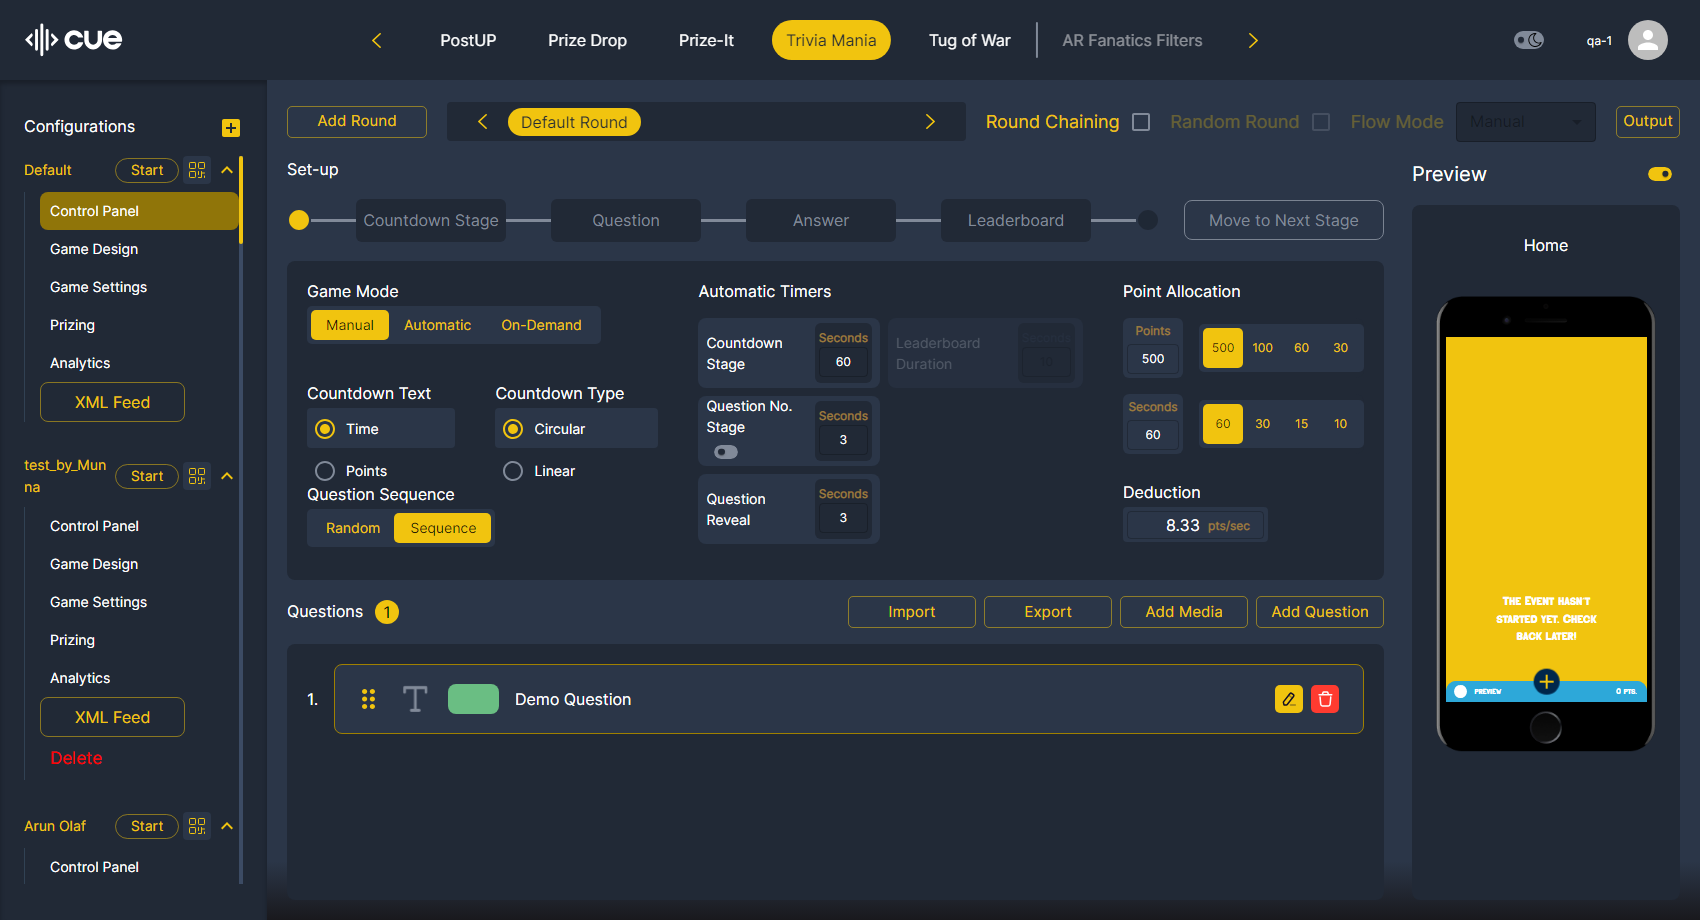 cue
PostUP
Prize Drop
Prize-It
Trivia Mania
Tug of War
AR Fanatics Filters
qa-1
Configurations
Default
Start
Control Panel
Game Design
Game Settings
Prizing
Analytics
XML Feed
test_by_Mun
na
Start
Control Panel
Game Design
Game Settings
Prizing
Analytics
XML Feed
Delete
Arun Olaf
Start
Control Panel
Add Round
Default Round
Round Chaining
Random Round
Flow Mode
Manual
Output
Set-up
Countdown Stage
Question
Answer
Leaderboard
Move to Next Stage
Game Mode
Manual
Automatic
On-Demand
Countdown Text
Time
Points
Countdown Type
Circular
Linear
Question Sequence
Random
Sequence
Automatic Timers
Countdown
Stage
Seconds
60
Leaderboard
Duration
Seconds
10
Question No.
Stage
Seconds
3
Question
Reveal
Seconds
3
Point Allocation
Points
500
500
100
60
30
Seconds
60
60
30
15
10
Deduction
8.33 pts/sec
Questions
1
Import
Export
Add Media
Add Question
1.
T
Demo Question
Preview
Home
The Event hasn't
started yet. Check
back later!
PREVIEW
0 PTS.